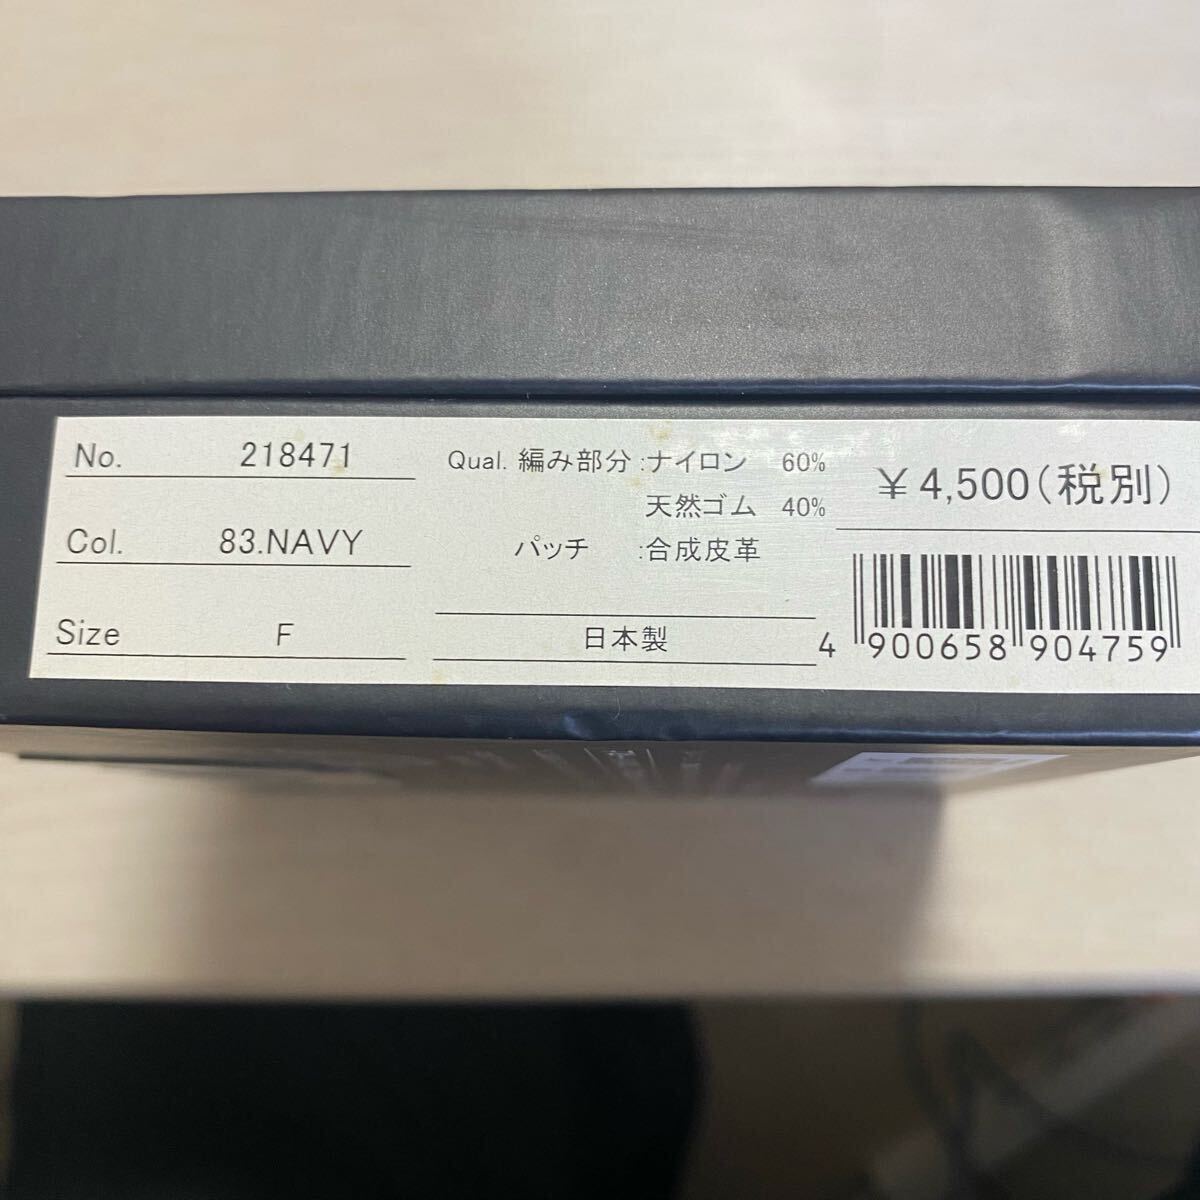 No. 218471
Col. 83.NAVY
Size F
Qual. 編み部分 :ナイロン 60%
天然ゴム 40%
パッチ :合成皮革
日本製
¥4,500(税別)
4 900658 904759